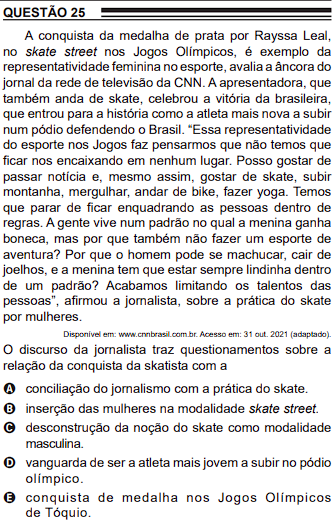 QUESTÃO 25
A conquista da medalha de prata por Rayssa Leal,
no skate street nos Jogos Olímpicos, é exemplo da
representatividade feminina no esporte, avalia a âncora do
jornal da rede de televisão da CNN. A apresentadora, que
também anda de skate, celebrou a vitória da brasileira,
que entrou para a história como a atleta mais nova a subir
num pódio defendendo o Brasil. “Essa representatividade
do esporte nos Jogos faz pensarmos que não temos que
ficar nos encaixando em nenhum lugar. Posso gostar de
passar notícia e, mesmo assim, gostar de skate, subir
montanha, mergulhar, andar de bike, fazer yoga. Temos
que parar de ficar enquadrando as pessoas dentro de
regras. A gente vive num padrão no qual a menina ganha
boneca, mas por que também não fazer um esporte de
aventura? Por que o homem pode se machucar, cair de
joelhos, e a menina tem que estar sempre lindinha dentro
de um padrão? Acabamos limitando os talentos das
pessoas”, afirmou a jornalista, sobre a prática do skate
por mulheres.
Disponível em: www.cnnbrasil.com.br. Acesso em: 31 out. 2021 (adaptado).
O discurso da jornalista traz questionamentos sobre a
relação da conquista da skatista com a
A conciliação do jornalismo com a prática do skate.
B inserção das mulheres na modalidade skate street.
C desconstrução da noção do skate como modalidade
masculina.
D vanguarda de ser a atleta mais jovem a subir no pódio
olímpico.
E conquista de medalha nos Jogos Olímpicos
de Tóquio.